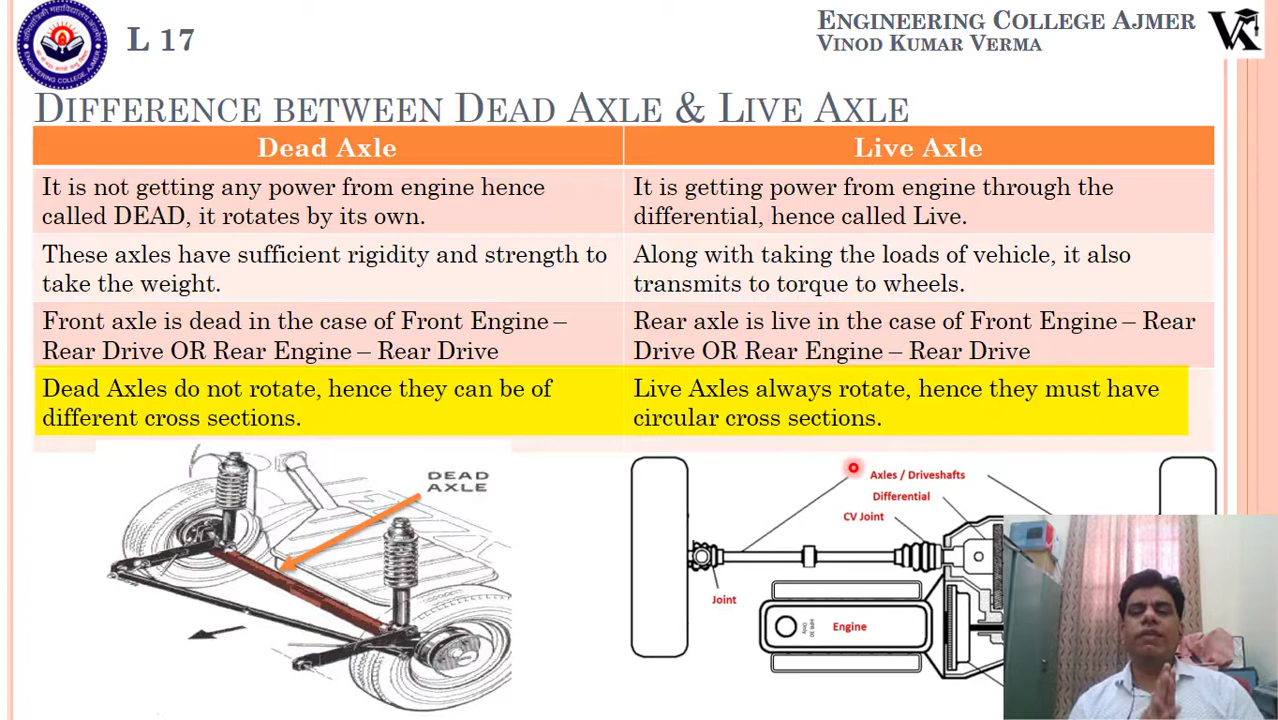 L 17
ENGINEERING COLLEGE AJMER
VINOD KUMAR VERMA
DIFFERENCE BETWEEN DEAD AXLE & LIVE AXLE
Dead Axle
Live Axle
It is not getting any power from engine hence
called DEAD, it rotates by its own.
It is getting power from engine through the
differential, hence called Live.
These axles have sufficient rigidity and strength to
take the weight.
Along with taking the loads of vehicle, it also
transmits to torque to wheels.
Front axle is dead in the case of Front Engine –
Rear Drive OR Rear Engine – Rear Drive
Rear axle is live in the case of Front Engine – Rear
Drive OR Rear Engine – Rear Drive
Dead Axles do not rotate, hence they can be of
different cross sections.
Live Axles always rotate, hence they must have
circular cross sections.
DEAD
AXLE
Axles / Driveshafts
Differential
CV Joint
Joint
Engine